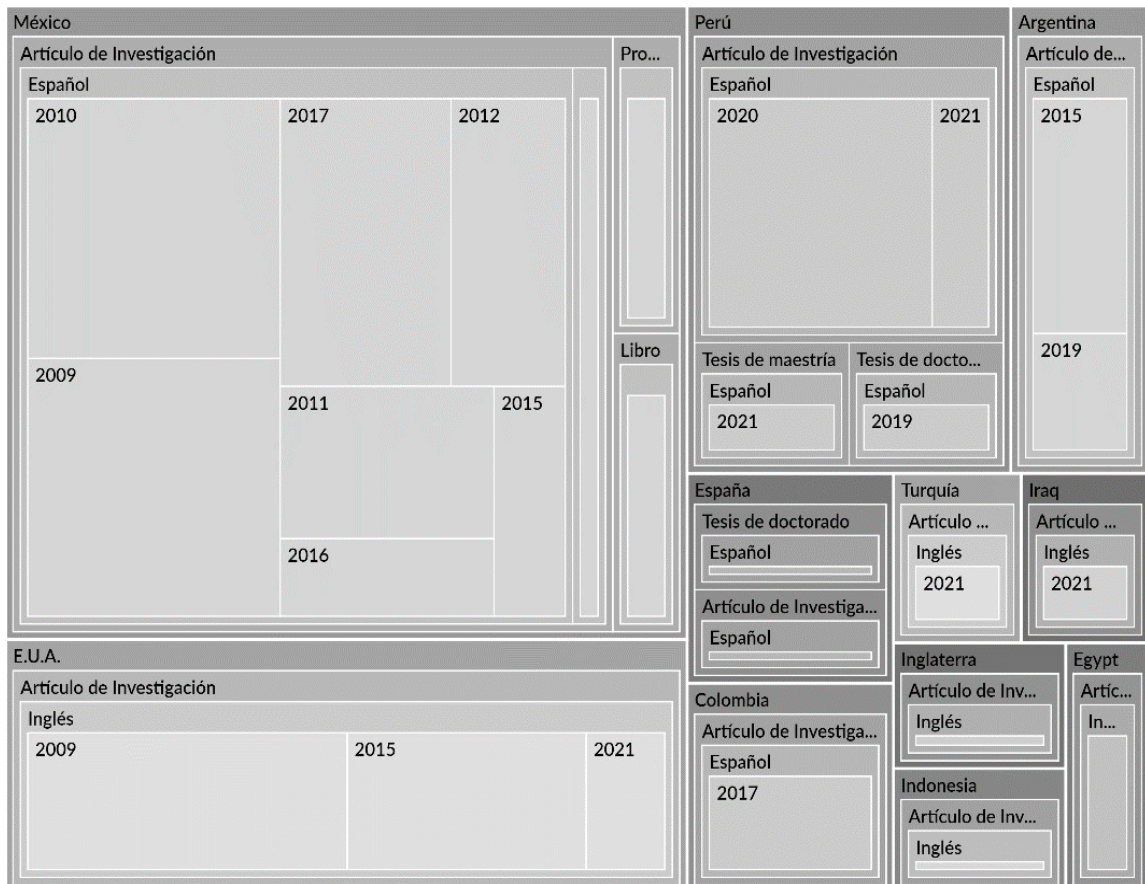 México
Artículo de Investigación
Español
2010
2017
2012
2009
2011
2015
2016
Pro...
Libro
E.U.A.
Artículo de Investigación
Inglés
2009
2015
2021
Perú
Artículo de Investigación
Español
2020
2021
Tesis de maestría
Español
2021
Tesis de docto...
Español
2019
Argentina
Artículo de...
Español
2015
2019
España
Tesis de doctorado
Español
Artículo de Investiga...
Español
Colombia
Artículo de Investiga...
Español
2017
Turquía
Artículo ...
Inglés
2021
Iraq
Artículo ...
Inglés
2021
Inglaterra
Artículo de Inv...
Inglés
Indonesia
Artículo de Inv...
Inglés
Egypt
Artíc...
In...